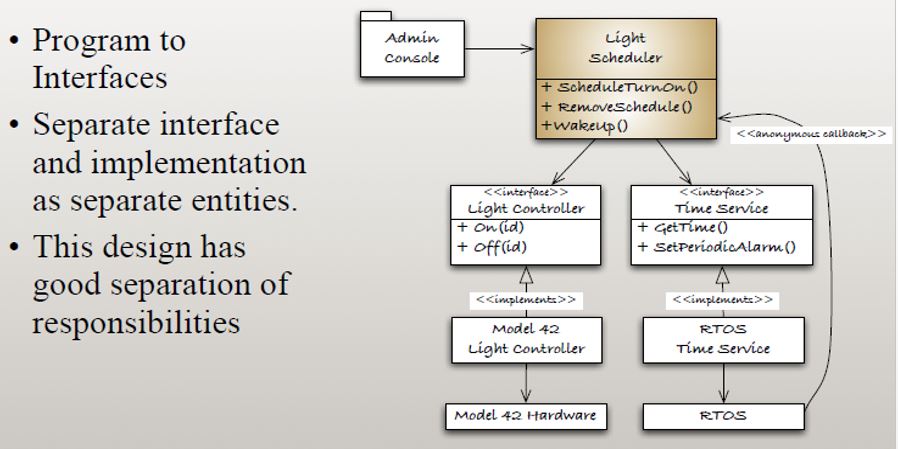 • Program to
Interfaces
• Separate interface
and implementation
as separate entities.
• This design has
good separation of
responsibilities
Admin
Console
Light
Scheduler
+ ScheduleTurnOn()
+ RemoveSchedule()
+WakeUp()
<<anonymous callback>>
<<interface>>
Light Controller
+ On(id)
+ Off(id)
<<interface>>
Time Service
+ GetTime()
+ SetPeriodicAlarm()
<<implements>>
<<implements>>
Model 42
Light Controller
RTOS
Time Service
Model 42 Hardware
RTOS